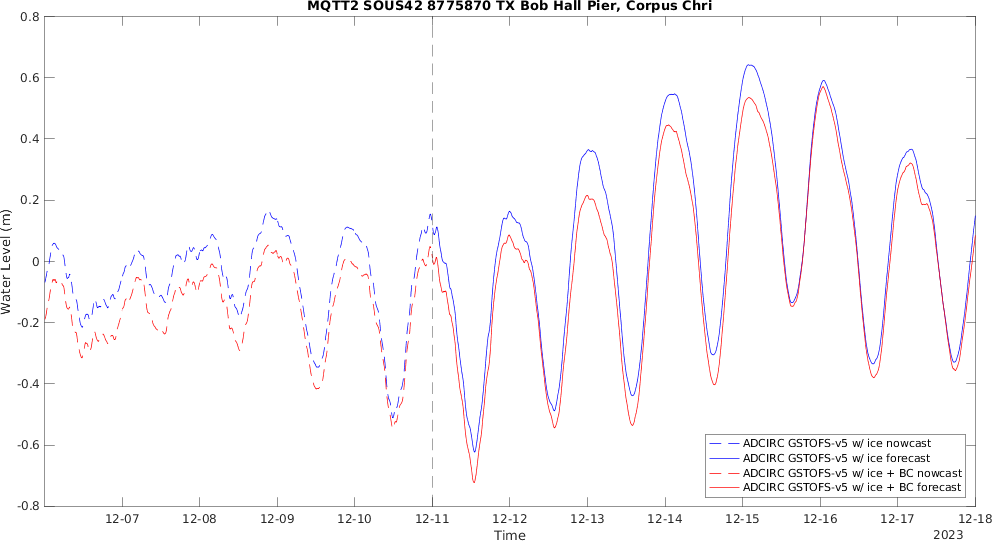 MQTT2 SOUS42 8775870 TX Bob Hall Pier, Corpus Chri
Water Level (m)
0.8
0.6
0.4
0.2
0
-0.2
-0.4
-0.6
-0.8
ADCIRC GSTOFS-v5 w/ ice nowcast
ADCIRC GSTOFS-v5 w/ ice forecast
ADCIRC GSTOFS-v5 w/ ice + BC nowcast
ADCIRC GSTOFS-v5 w/ ice + BC forecast
12-07 12-08 12-09 12-10 12-11 12-12 12-13 12-14 12-15 12-16 12-17 12-18
Time
2023